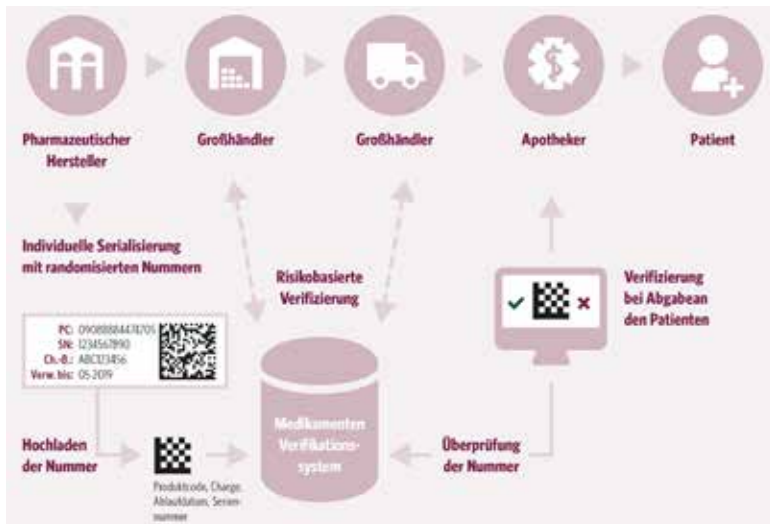 Pharmazeutischer
Hersteller
Großhändler
Großhändler
Apotheker
Patient
Individuelle Serialisierung
mit randomisierten Nummern
Risikobasierte
Verifizierung
Verifizierung
bei Abgabean
den Patienten
PC: 09088884474705
SN: 1234567890
Ch.-B.: ABC123456
Verw. bis: 05-2019
Medikamenten
Verifikations-
system
Hochladen
der Nummer
Überprüfung
der Nummer
Produktcode, Charge,
Ablaufdatum, Serien-
nummer